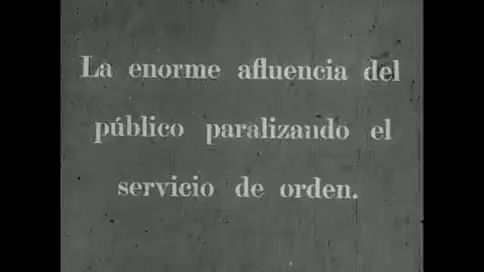 La enorme afluencia del
público paralizando el
servicio de orden.